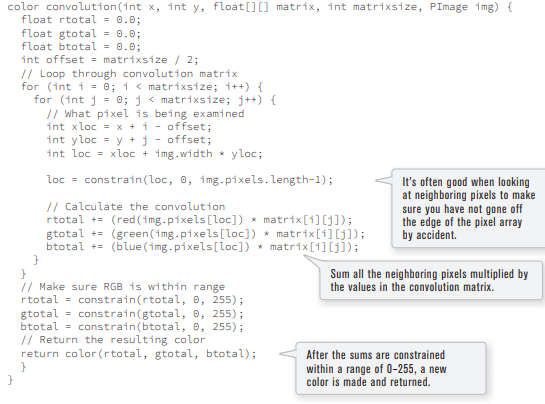 color convolution(int x, int y, float[][] matrix, int matrixsize, PImage img) {
  float rtotal = 0.0;
  float gtotal = 0.0;
  float btotal = 0.0;
  int offset = matrixsize / 2;
  // Loop through convolution matrix
  for (int i = 0; i < matrixsize; i++) {
    for (int j = 0; j < matrixsize; j++) {
      // What pixel is being examined
      int xloc = x + i - offset;
      int yloc = y + j - offset;
      int loc = xloc + img.width * yloc;
      loc = constrain(loc, 0, img.pixels.length-1);
It's often good when looking
at neighboring pixels to make
sure you have not gone off
the edge of the pixel array
by accident.
      // Calculate the convolution
      rtotal += (red(img.pixels[loc]) * matrix[i][j]);
      gtotal += (green(img.pixels[loc]) * matrix[i][j]);
      btotal += (blue(img.pixels[loc]) * matrix[i][j]);
    }
  }
Sum all the neighboring pixels multiplied by
the values in the convolution matrix.
  // Make sure RGB is within range
  rtotal = constrain(rtotal, 0, 255);
  gtotal = constrain(gtotal, 0, 255);
  btotal = constrain(btotal, 0, 255);
  // Return the resulting color
  return color(rtotal, gtotal, btotal);
  }
}
After the sums are constrained
within a range of 0–255, a new
color is made and returned.